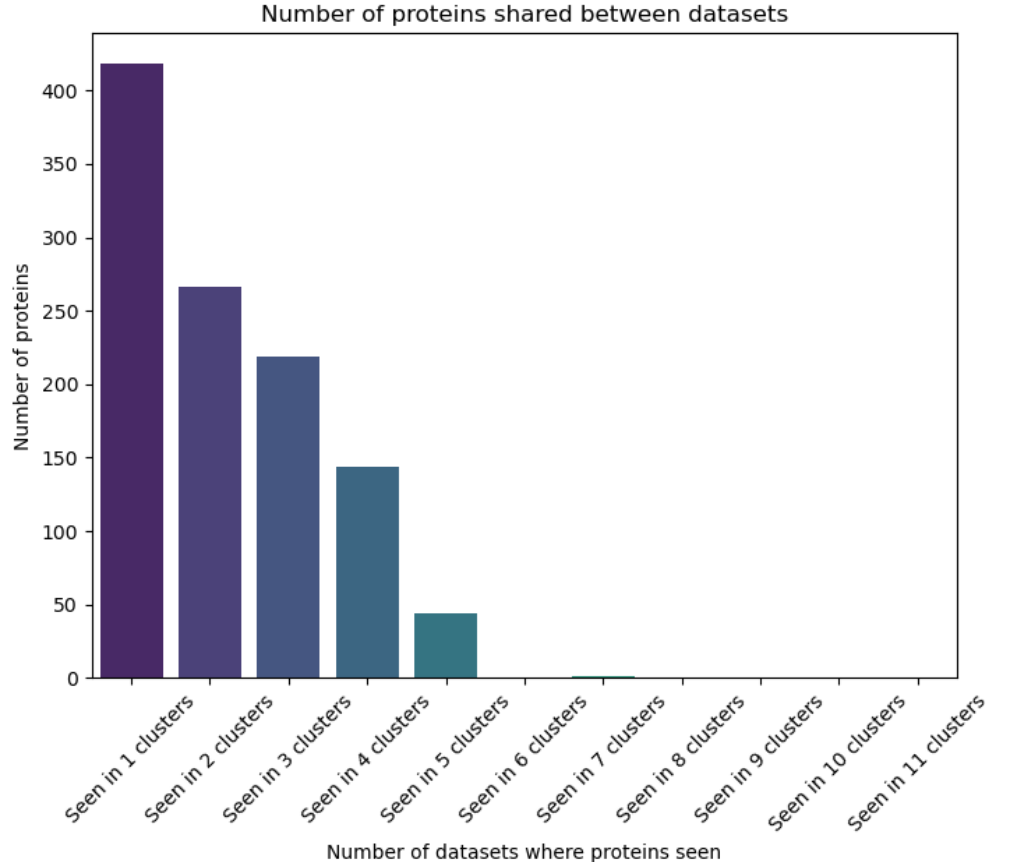 Number of proteins shared between datasets
Number of proteins
400
350
300
250
200
150
100
50
0
Seen in 1 clusters
Seen in 2 clusters
Seen in 3 clusters
Seen in 4 clusters
Seen in 5 clusters
Seen in 6 clusters
Seen in 7 clusters
Seen in 8 clusters
Seen in 9 clusters
Seen in 10 clusters
Seen in 11 clusters
Number of datasets where proteins seen